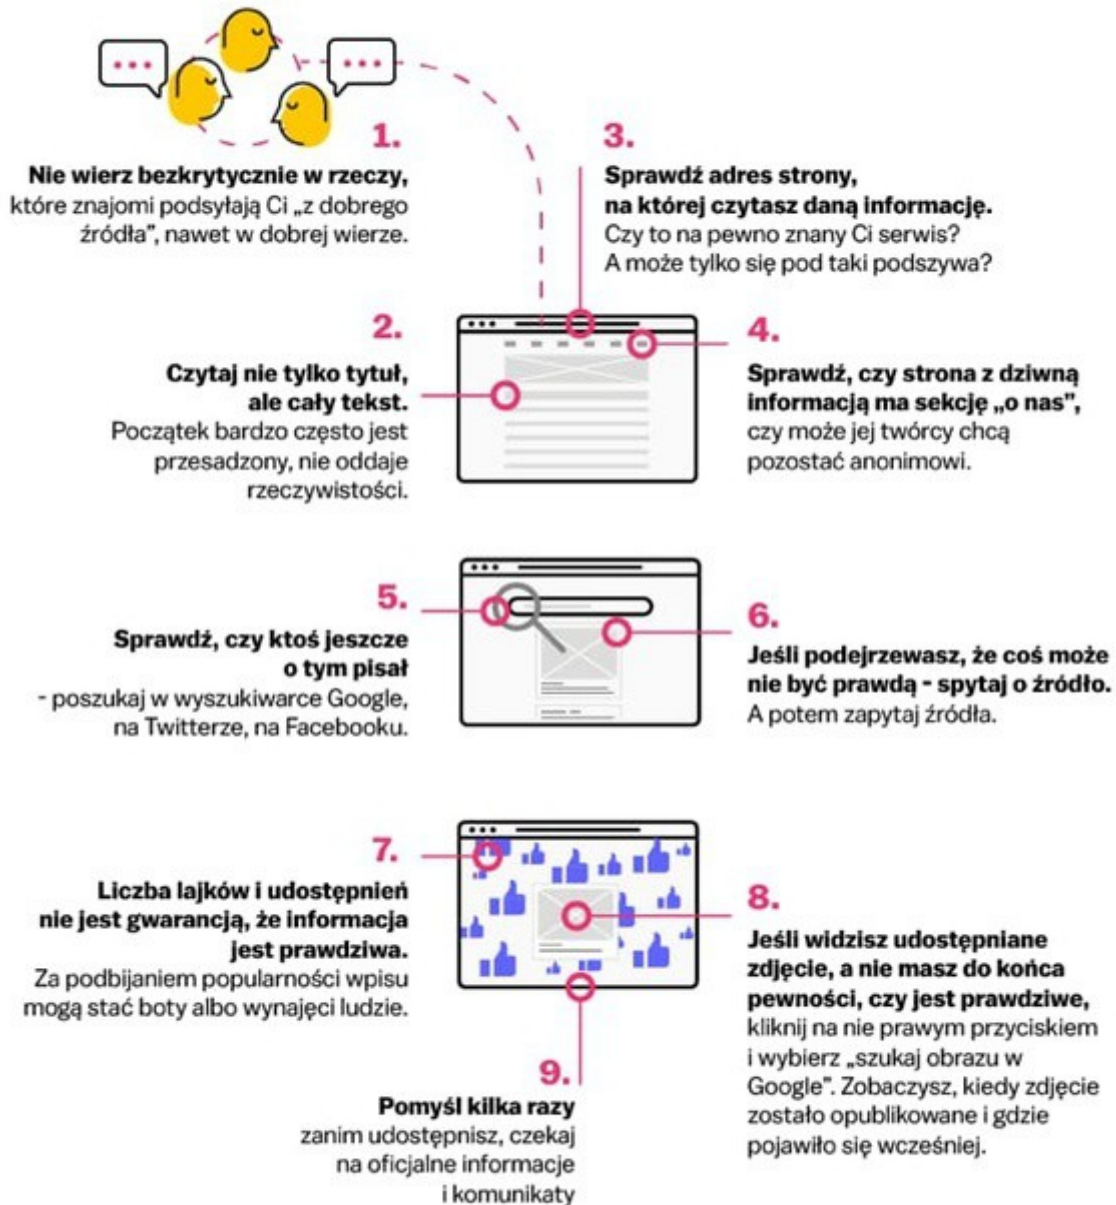 1.
Nie wierz bezkrytycznie w rzeczy,
które znajomi podsyłają Ci „z dobrego
źródła”, nawet w dobrej wierze.
2.
Czytaj nie tylko tytuł,
ale cały tekst.
Początek bardzo często jest
przesadzony, nie oddaje
rzeczywistości.
3.
Sprawdź adres strony,
na której czytasz daną informację.
Czy to na pewno znany Ci serwis?
A może tylko się pod taki podszywa?
4.
Sprawdź, czy strona z dziwną
informacją ma sekcję „o nas”,
czy może jej twórcy chcą
pozostać anonimowi.
5.
Sprawdź, czy ktoś jeszcze
o tym pisał
- poszukaj w wyszukiwarce Google,
na Twitterze, na Facebooku.
6.
Jeśli podejrzewasz, że coś może
nie być prawdą - spytaj o źródło.
A potem zapytaj źródła.
7.
Liczba lajków i udostępnień
nie jest gwarancją, że informacja
jest prawdziwa.
Za podbijaniem popularności wpisu
mogą stać boty albo wynajęci ludzie.
8.
Jeśli widzisz udostępniane
zdjęcie, a nie masz do końca
pewności, czy jest prawdziwe,
kliknij na nie prawym przyciskiem
i wybierz „szukaj obrazu w
Google”. Zobaczysz, kiedy zdjęcie
zostało opublikowane i gdzie
pojawiło się wcześniej.
9.
Pomyśl kilka razy
zanim udostępnisz, czekaj
na oficjalne informacje
i komunikaty